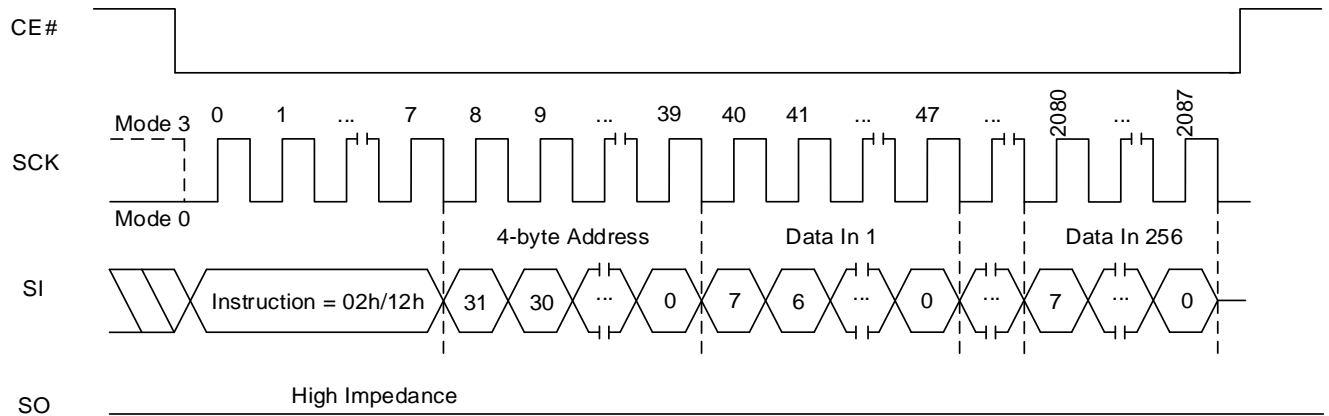 CE#
0 1 ... 7 8 9 ... 39 40 41 ... 47 ... 2080 ... 2087
Mode 3
SCK
Mode 0
4-byte Address Data In 1 Data In 256
SI Instruction = 02h/12h 31 30 ... 0 7 6 ... 0 ... 7 ... 0
High Impedance
SO